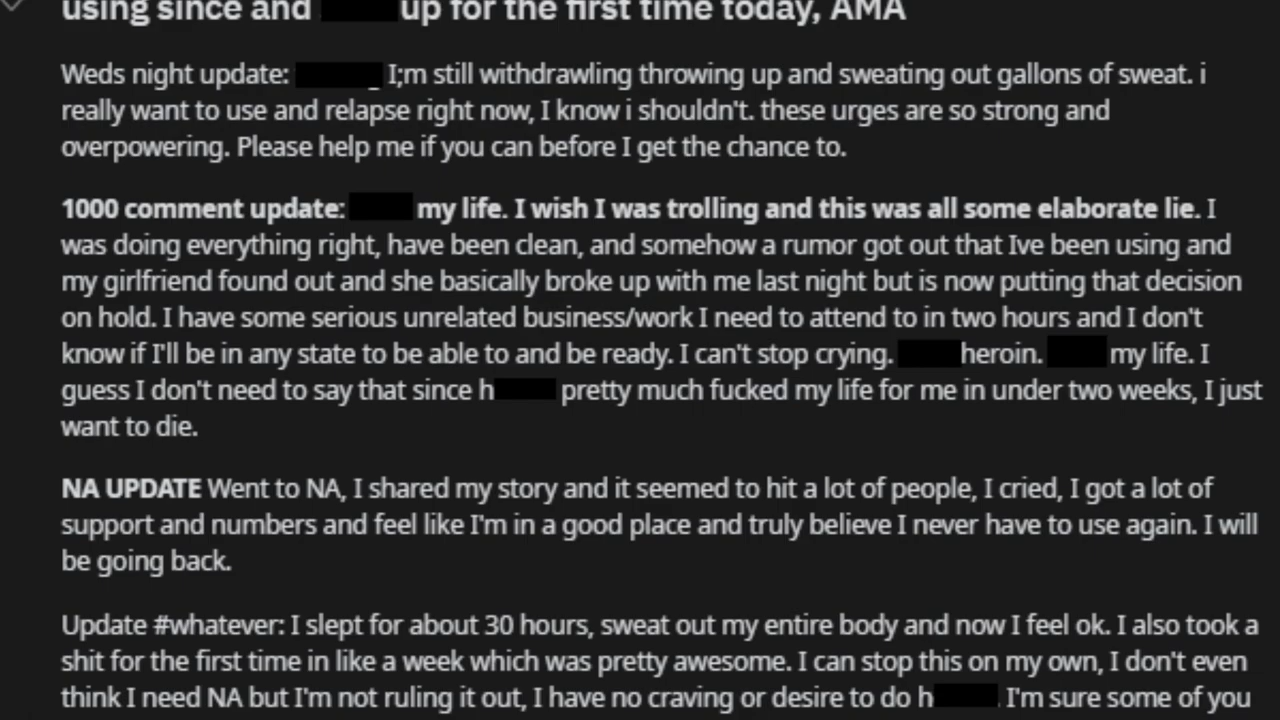 using since and up for the first time today, AMA
Weds night update: I;m still withdrawling throwing up and sweating out gallons of sweat. i
really want to use and relapse right now, I know i shouldn't. these urges are so strong and
overpowering. Please help me if you can before I get the chance to.
1000 comment update: my life. I wish I was trolling and this was all some elaborate lie. I
was doing everything right, have been clean, and somehow a rumor got out that Ive been using and
my girlfriend found out and she basically broke up with me last night but is now putting that decision
on hold. I have some serious unrelated business/work I need to attend to in two hours and I don't
know if I'll be in any state to be able to and be ready. I can't stop crying. heroin. my life. I
guess I don't need to say that since h pretty much fucked my life for me in under two weeks, I just
want to die.
NA UPDATE Went to NA, I shared my story and it seemed to hit a lot of people, I cried, I got a lot of
support and numbers and feel like I'm in a good place and truly believe I never have to use again. I will
be going back.
Update #whatever: I slept for about 30 hours, sweat out my entire body and now I feel ok. I also took a
shit for the first time in like a week which was pretty awesome. I can stop this on my own, I don't even
think I need NA but I'm not ruling it out, I have no craving or desire to do h I'm sure some of you